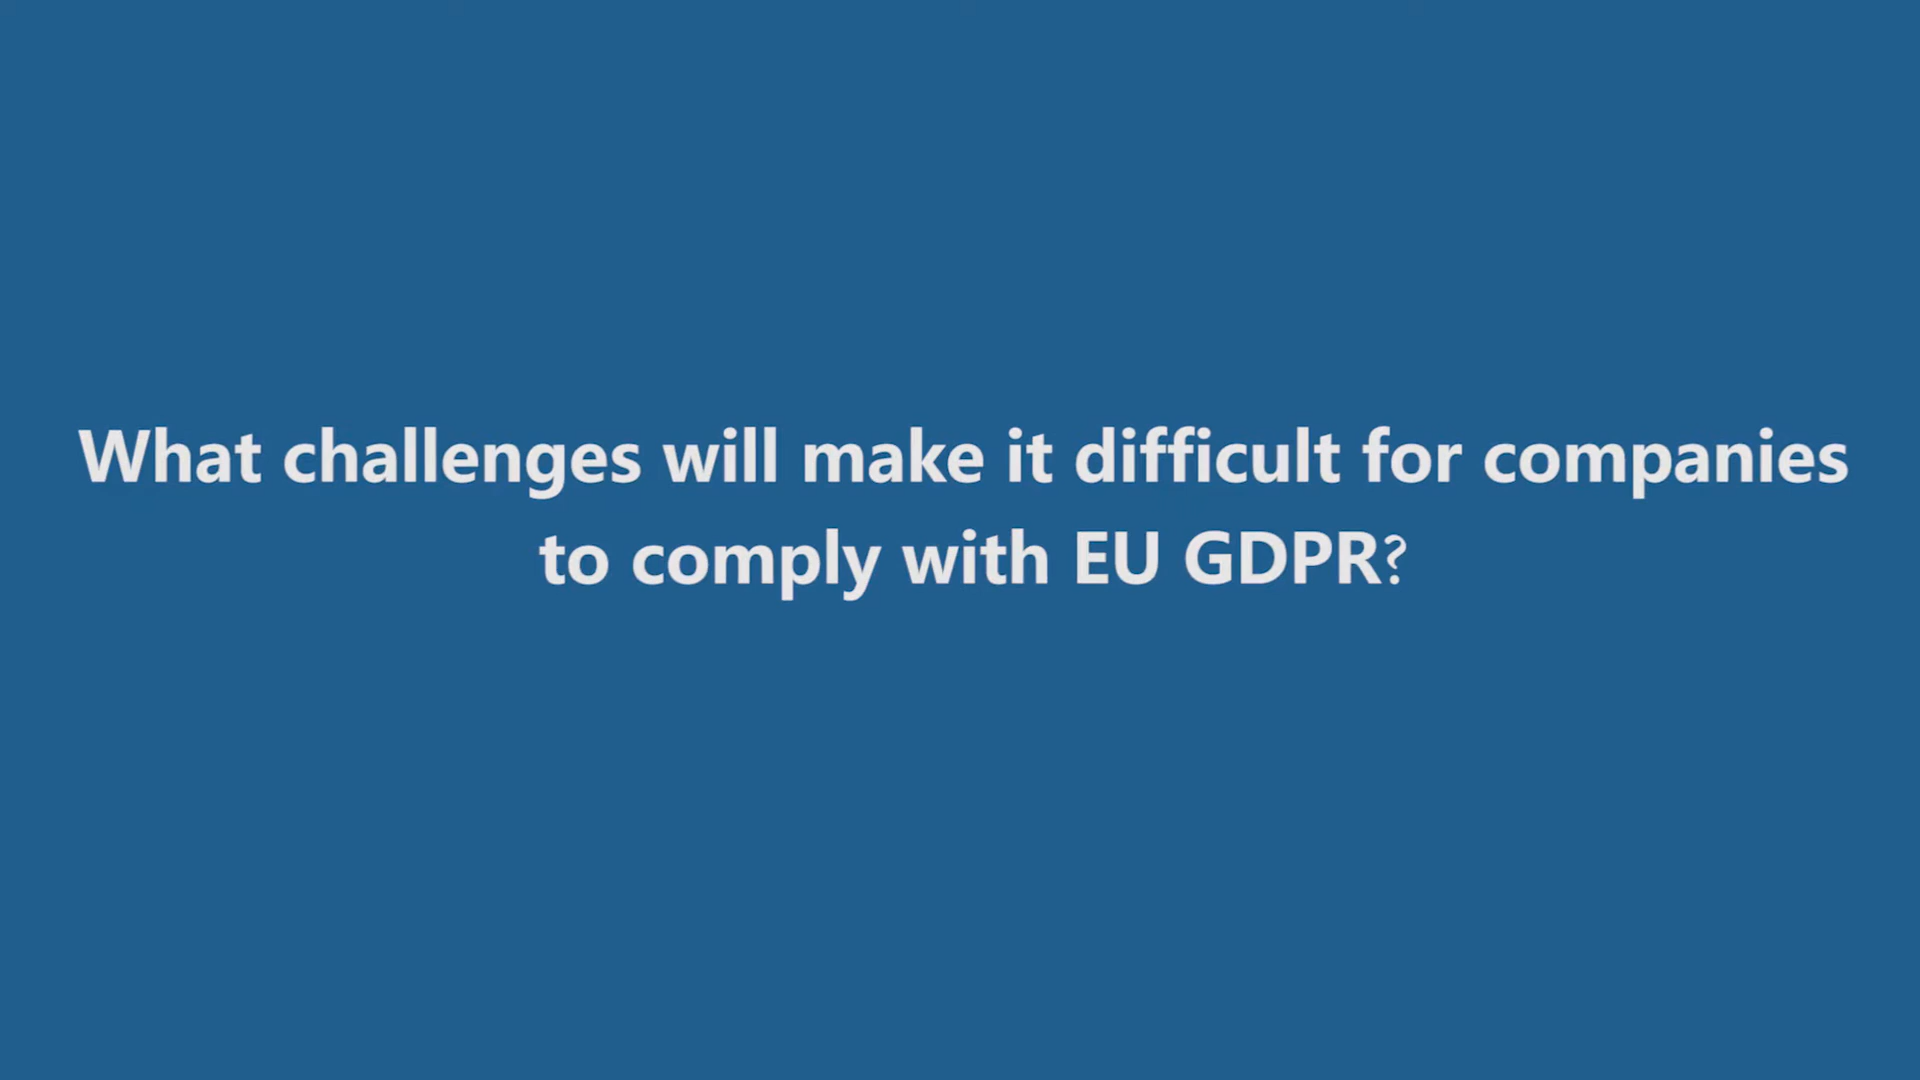 What challenges will make it difficult for companies
to comply with EU GDPR?